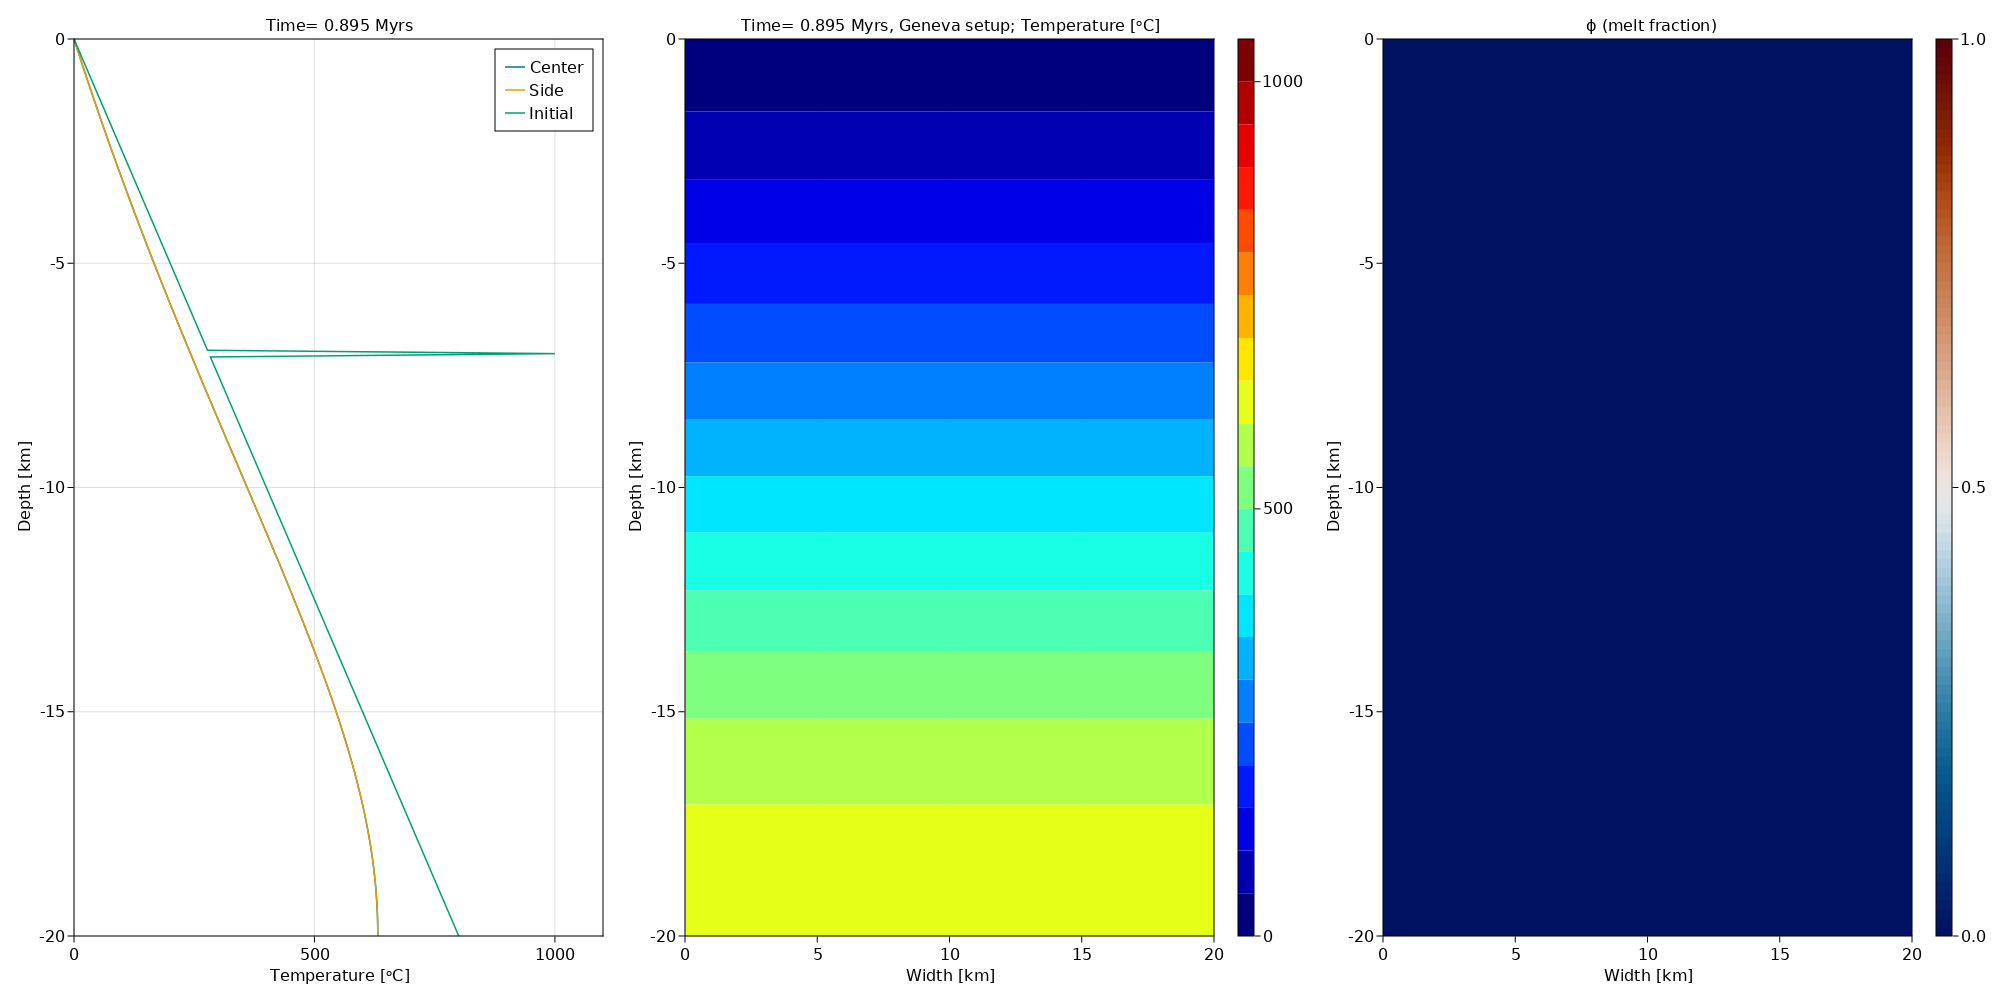 Time= 0.895 Myrs
0
-5
-10
-15
-20
Depth [km]
Center
Side
Initial
0
500
1000
Temperature [°C]
Time= 0.895 Myrs, Geneva setup; Temperature [°C]
0
-5
-10
-15
-20
Depth [km]
0
5
10
15
20
Width [km]
1000
500
0
ϕ (melt fraction)
0
-5
-10
-15
-20
Depth [km]
0
5
10
15
20
Width [km]
1.0
0.5
0.0